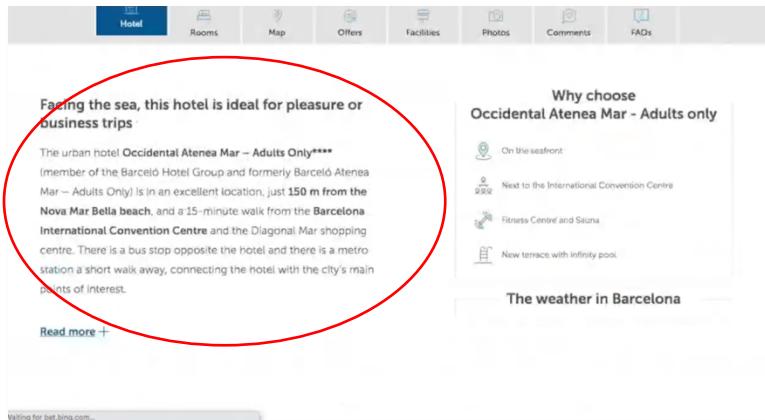 Hotel
Rooms
Map
Offers
Facilities
Photos
Comments
FAQs
Facing the sea, this hotel is ideal for pleasure or
business trips
The urban hotel Occidental Atenea Mar – Adults Only****
(member of the Barceló Hotel Group and formerly Barceló Atenea
Mar – Adults Only) is in an excellent location, just 150 m from the
Nova Mar Bella beach, and a 15-minute walk from the Barcelona
International Convention Centre and the Diagonal Mar shopping
centre. There is a bus stop opposite the hotel and there is a metro
station a short walk away, connecting the hotel with the city's main
points of interest.
Read more +
Why choose
Occidental Atenea Mar - Adults only
On the seafront
Next to the International Convention Centre
Fitness Centre and Sauna
New terrace with infinity pool
The weather in Barcelona
Waiting for bat.bing.com...